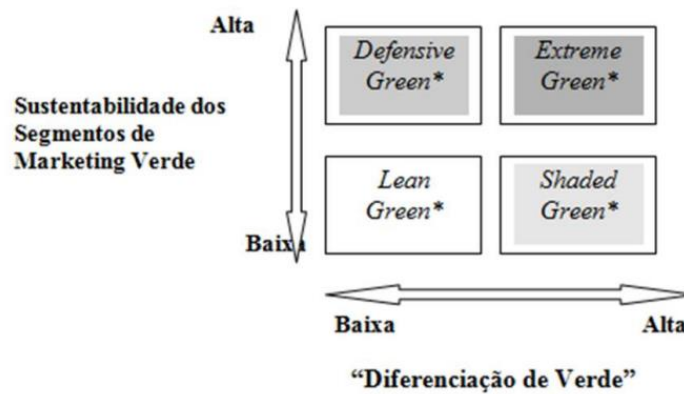 Alta
Defensive
Green*
Extreme
Green*
Sustentabilidade dos
Segmentos de
Marketing Verde
Lean
Green*
Shaded
Green*
Baixa
Baixa
Alta
“Diferenciação de Verde”